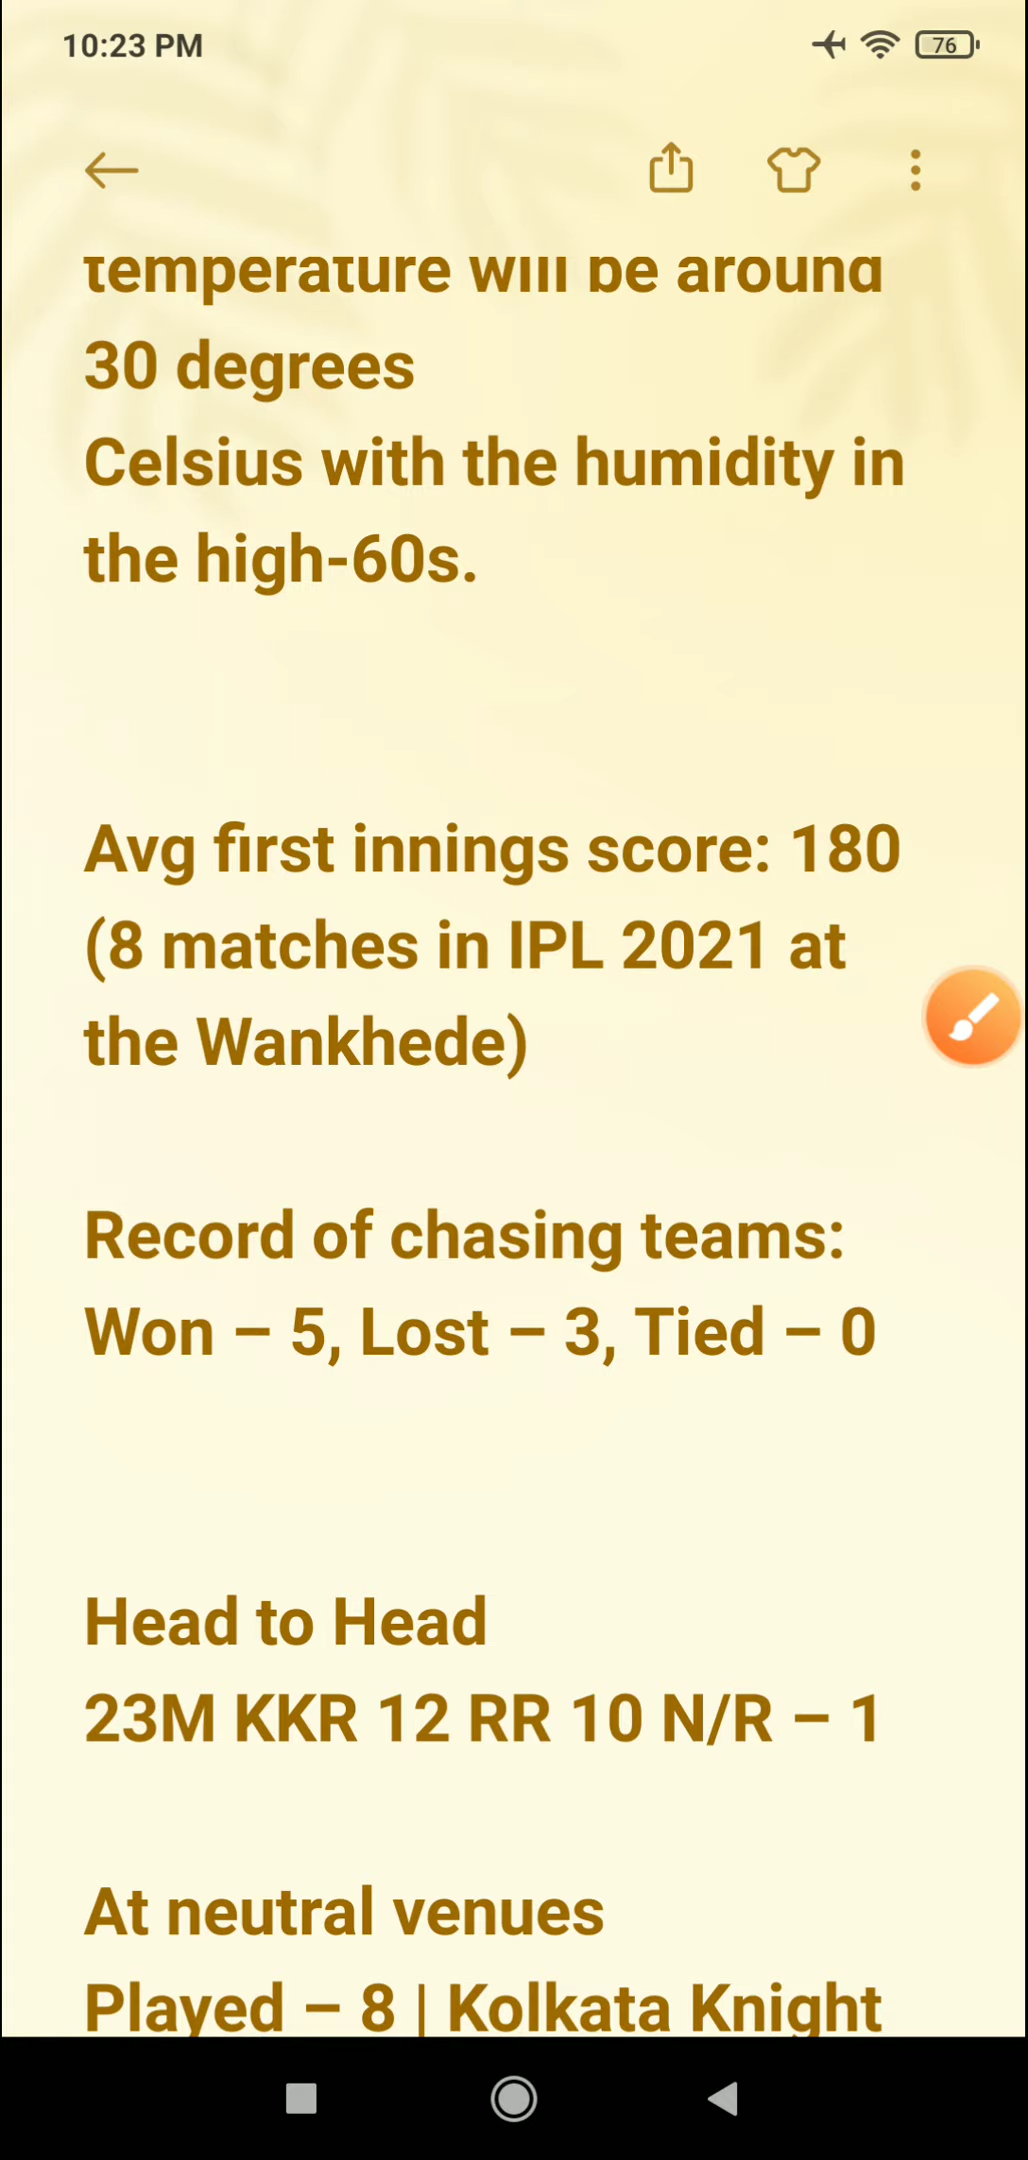 10:23 PM
76
temperature will be around
30 degrees
Celsius with the humidity in
the high-60s.
Avg first innings score: 180
(8 matches in IPL 2021 at
the Wankhede)
Record of chasing teams:
Won – 5, Lost – 3, Tied – 0
Head to Head
23M KKR 12 RR 10 N/R – 1
At neutral venues
Played – 8 | Kolkata Knight